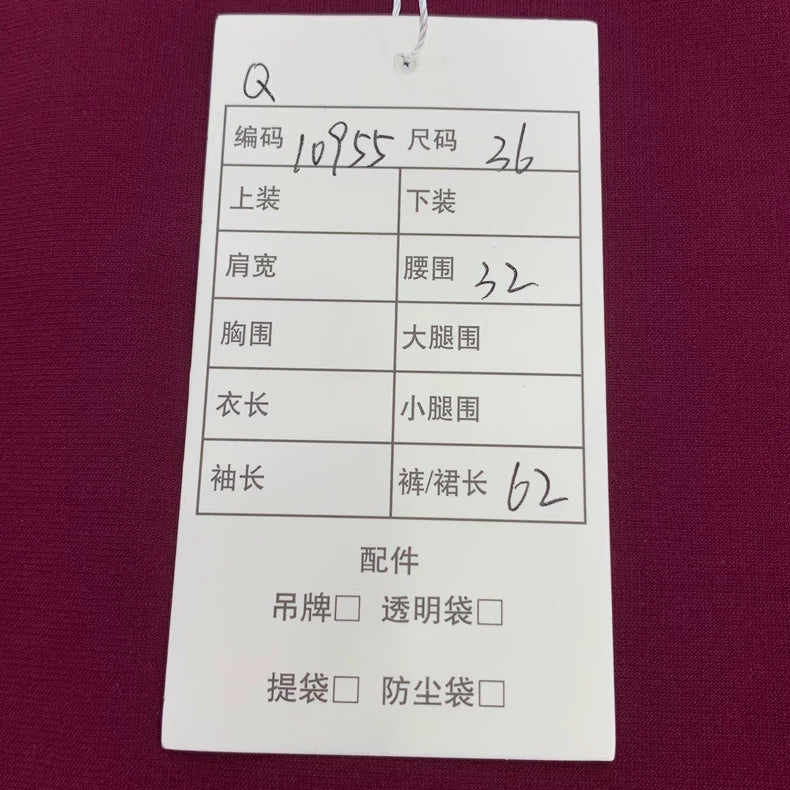 Q
编码 10955 尺码 36
上装 下装
肩宽 腰围 32
胸围 大腿围
衣长 小腿围
袖长 裤/裙长 62
配件
吊牌□ 透明袋□
提袋□ 防尘袋□